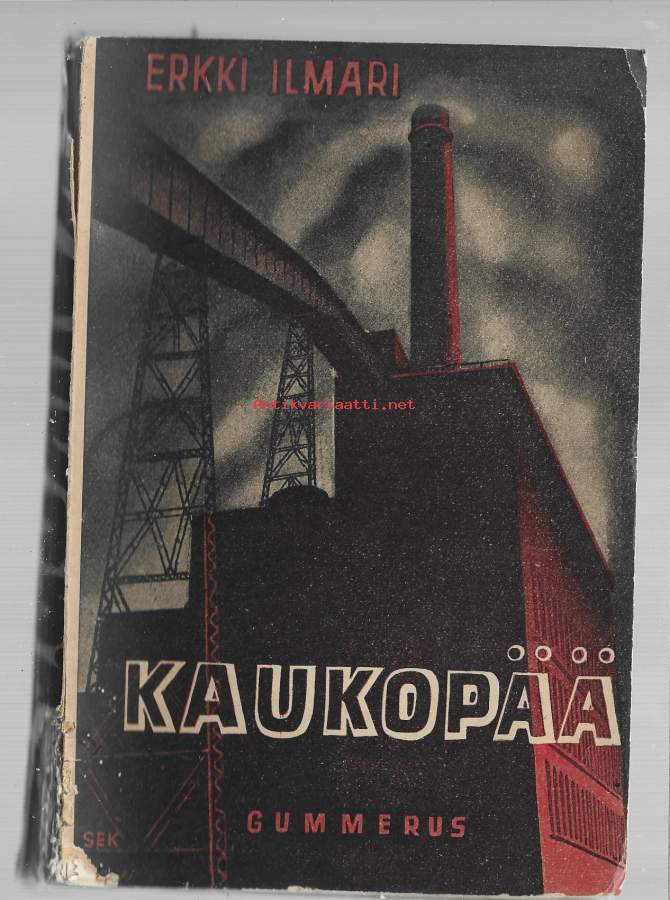 ERKKI ILMARI
Antikvariaatti.net
KAUKOPÄÄ
GUMMERUS
SEK